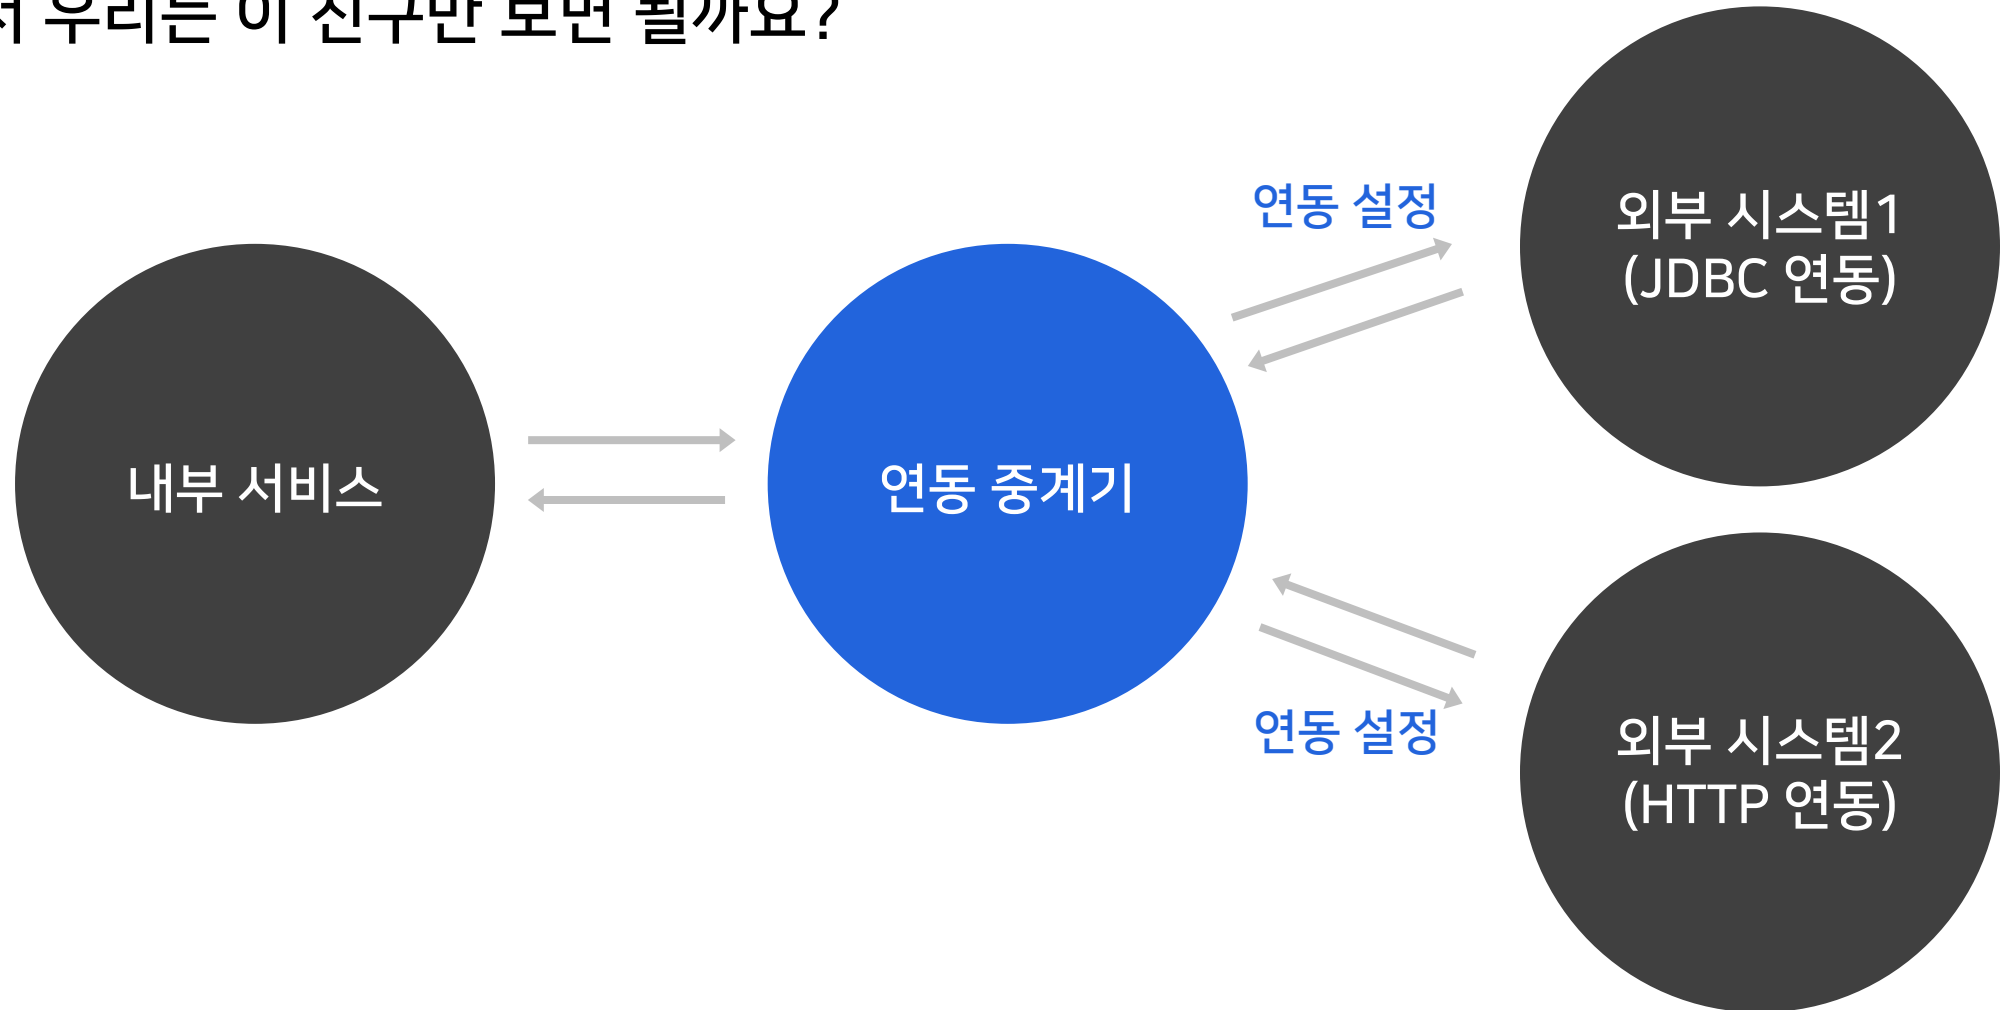 우리는 이 친구만 보면 될까요?
연동 설정
외부 시스템1
(JDBC 연동)
내부 서비스
연동 중계기
연동 설정
외부 시스템2
(HTTP 연동)